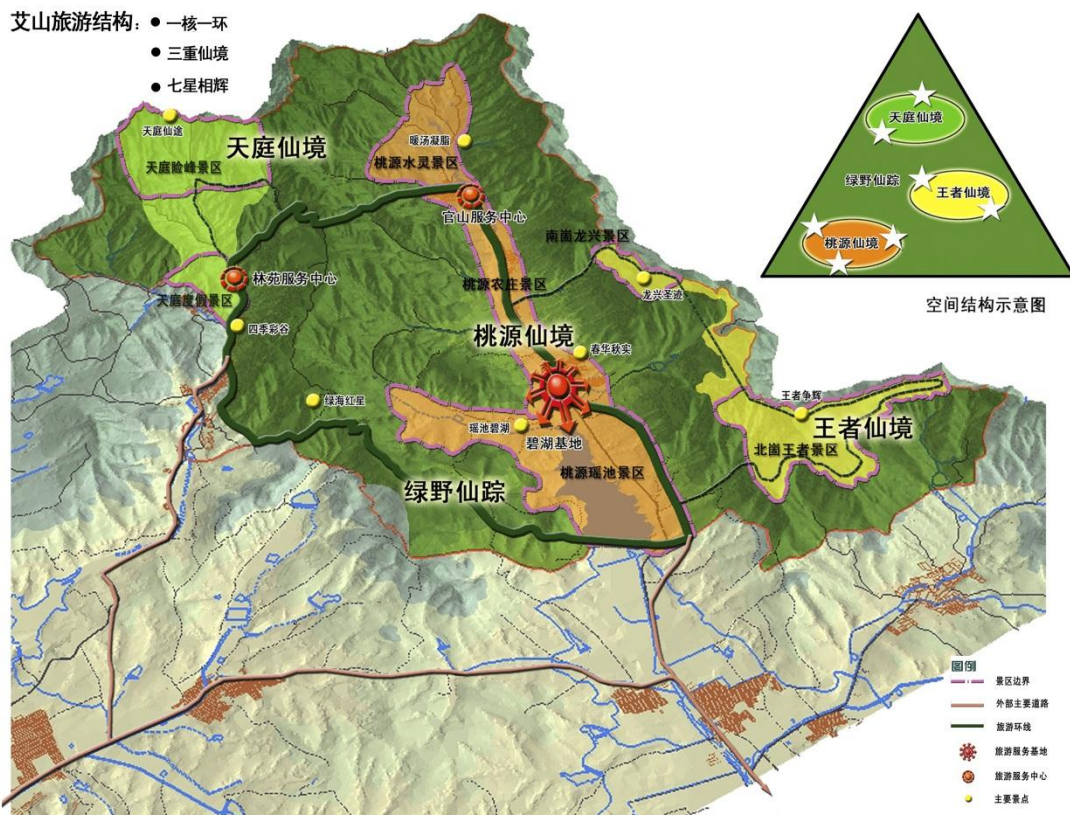 艾山旅游结构：
● 一核一环
● 三重仙境
● 七星相辉
天庭仙途
天庭险峰景区
天庭仙境
暖汤凝脂
桃源水灵景区
官山服务中心
林苑服务中心
天庭度假景区
四季彩谷
南崮龙兴景区
龙兴圣迹
桃源农庄景区
桃源仙境
春华秋实
绿海红星
瑶池碧湖
碧湖基地
桃源瑶池景区
绿野仙踪
王者争辉
王者仙境
北崮王者景区
天庭仙境
绿野仙踪
王者仙境
桃源仙境
空间结构示意图
图例
景区边界
外部主要道路
旅游环线
旅游服务基地
旅游服务中心
主要景点